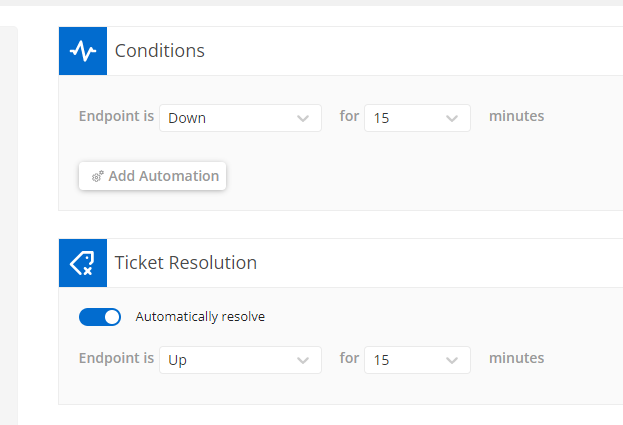 Conditions
Endpoint is Down for 15 minutes
Add Automation
Ticket Resolution
Automatically resolve
Endpoint is Up for 15 minutes